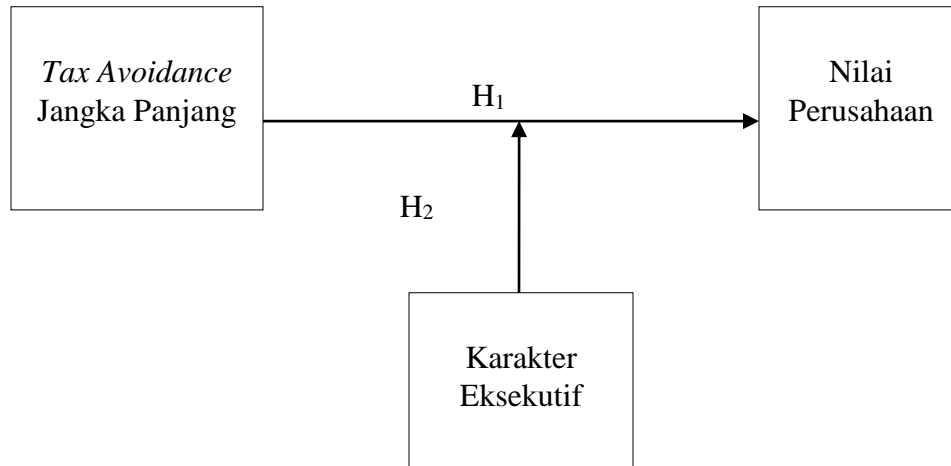 Tax Avoidance
Jangka Panjang
H1
Nilai
Perusahaan
H2
Karakter
Eksekutif